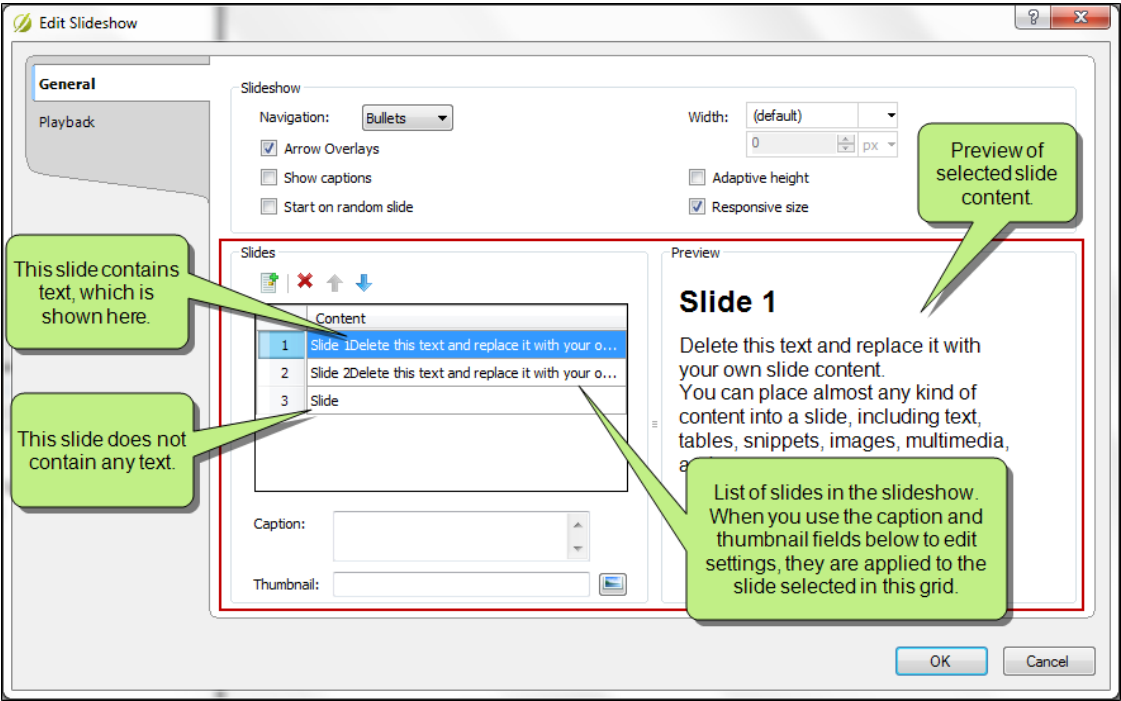 Edit Slideshow
General
Playback
Slideshow
Navigation:
Bullets
Arrow Overlays
Show captions
Start on random slide
Width:
(default)
0
px
Adaptive height
Responsive size
Preview of
selected slide
content.
This slide contains
text, which is
shown here.
Slides
Content
1 Slide 1Delete this text and replace it with your o...
2 Slide 2Delete this text and replace it with your o...
3 Slide
This slide does not
contain any text.
Caption:
Thumbnail:
Preview
Slide 1
Delete this text and replace it with
your own slide content.
You can place almost any kind of
content into a slide, including text,
tables, snippets, images, multimedia,
List of slides in the slideshow.
When you use the caption and
thumbnail fields below to edit
settings, they are applied to the
slide selected in this grid.
OK
Cancel